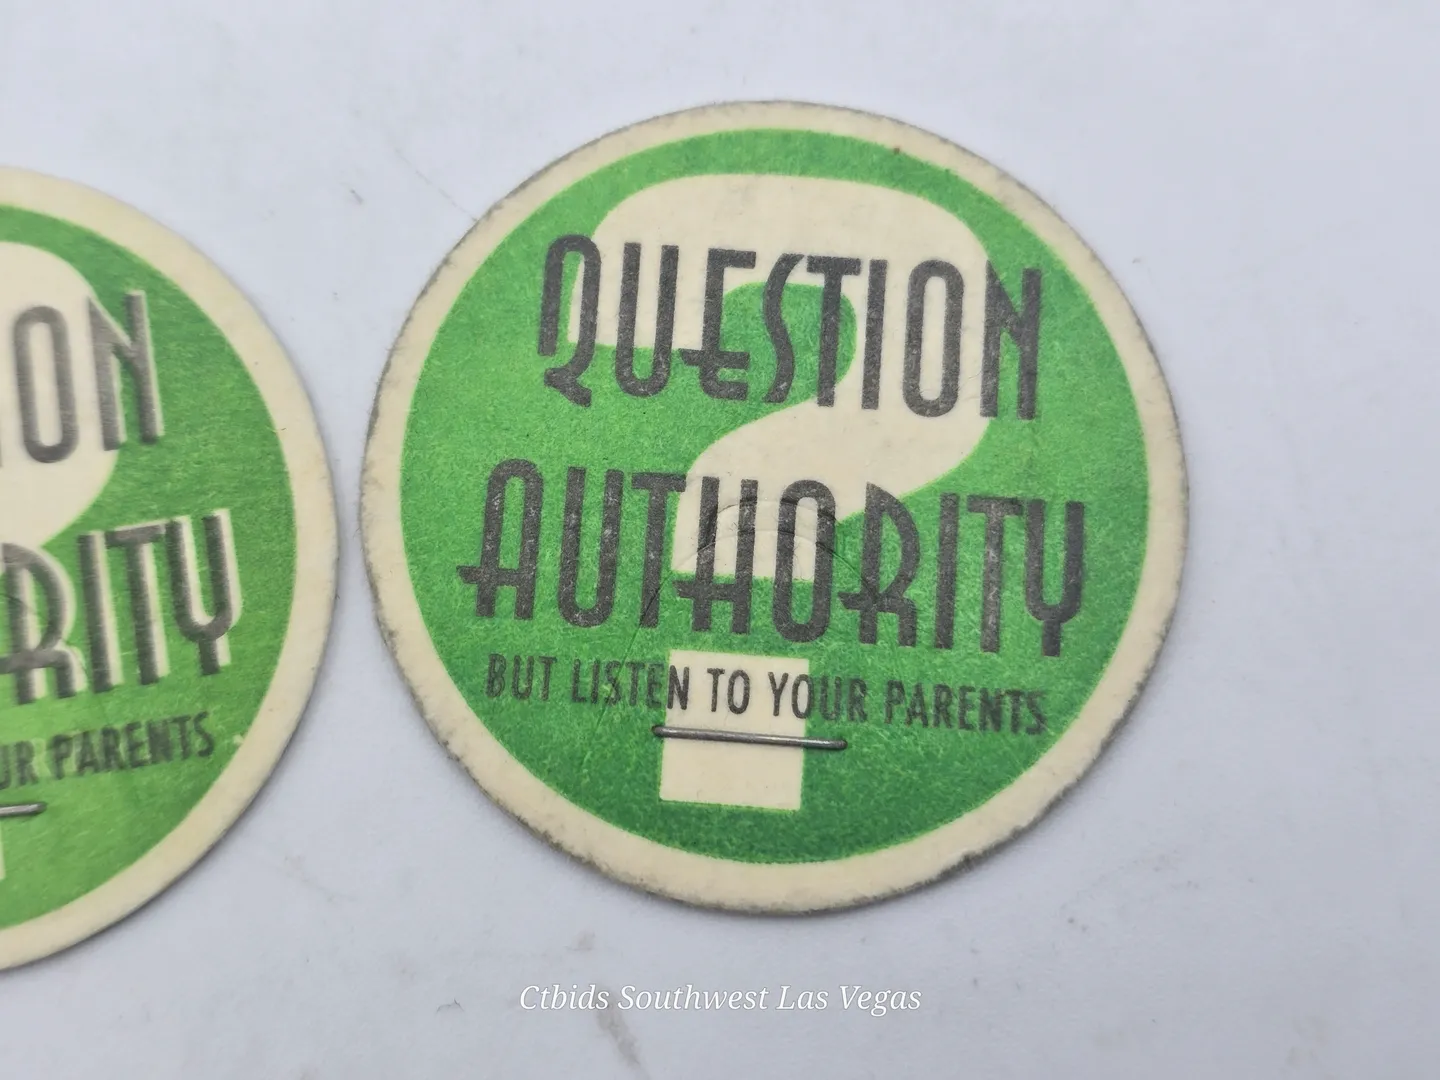 ION
RITY
UR PARENTS
QUESTION
AUTHORITY
BUT LISTEN TO YOUR PARENTS
Ctbids Southwest Las Vegas